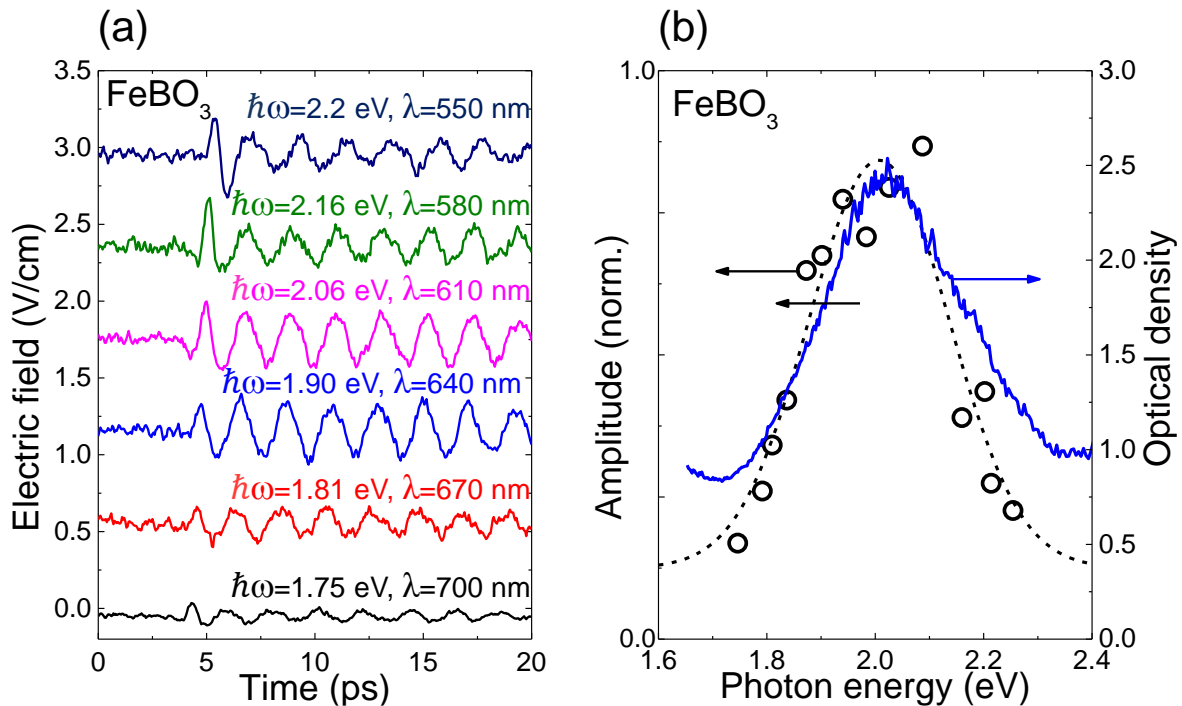 (a)
FeBO3
ħω=2.2 eV, λ=550 nm
ħω=2.16 eV, λ=580 nm
ħω=2.06 eV, λ=610 nm
ħω=1.90 eV, λ=640 nm
ħω=1.81 eV, λ=670 nm
ħω=1.75 eV, λ=700 nm
Electric field (V/cm)
3.5
3.0
2.5
2.0
1.5
1.0
0.5
0.0
0 5 10 15 20
Time (ps)
(b)
FeBO3
Amplitude (norm.)
1.0
0.0
Optical density
3.0
2.5
2.0
1.5
1.0
0.5
0.0
1.6 1.8 2.0 2.2 2.4
Photon energy (eV)